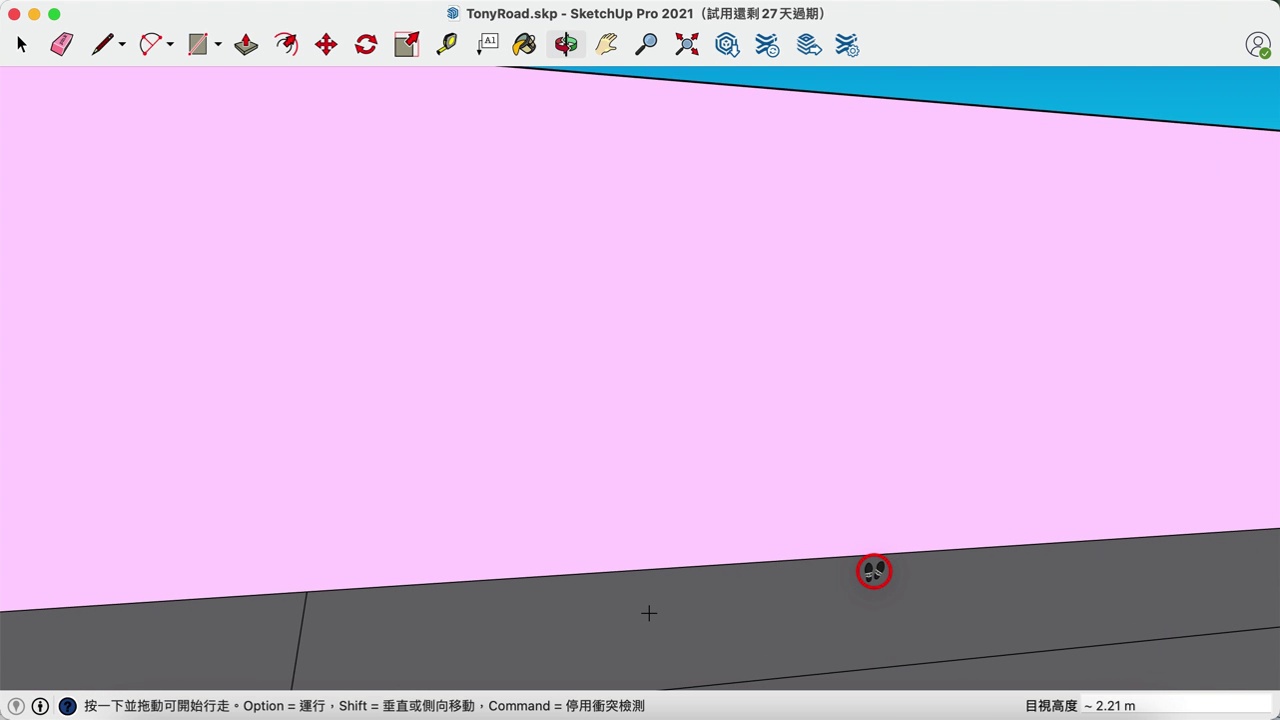 TonyRoad.skp - SketchUp Pro 2021（試用還剩 27 天過期）
A1
按一下並拖動可開始行走。Option = 運行，Shift = 垂直或側向移動，Command = 停用衝突檢測
目視高度 ~ 2.21 m